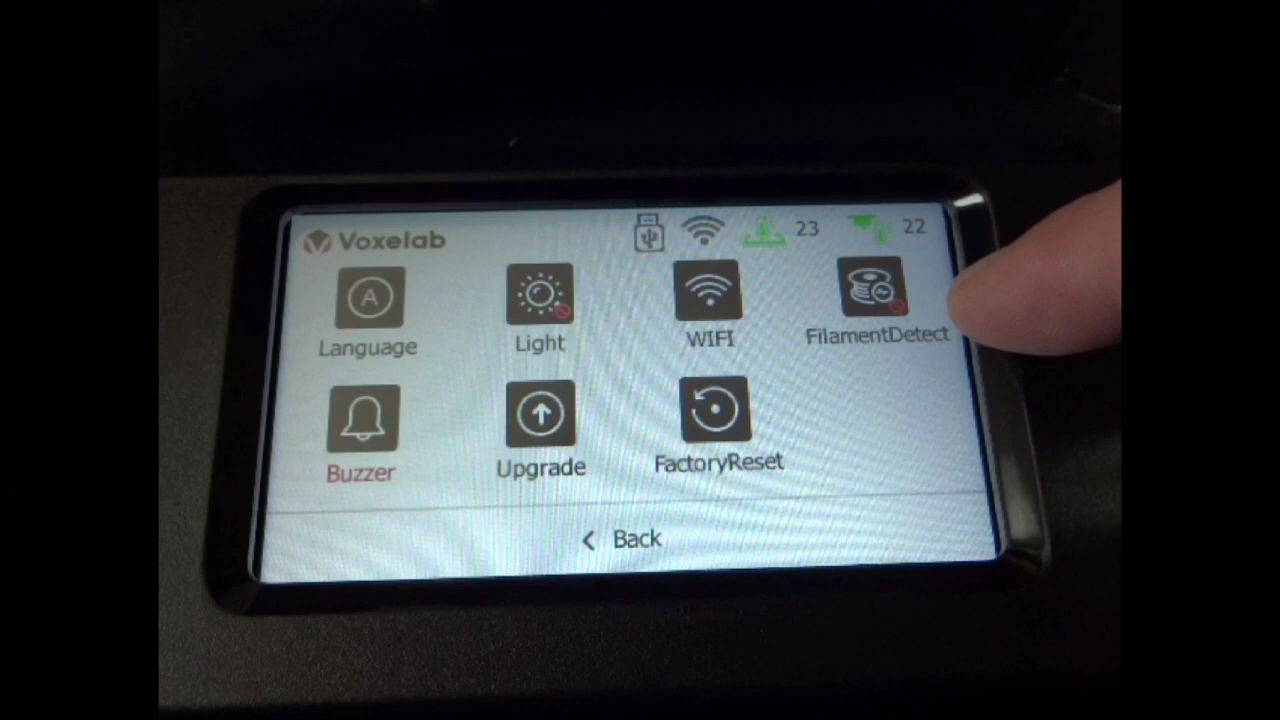 Voxelab 23 22
A
Language Light WIFI FilamentDetect
Buzzer Upgrade FactoryReset
< Back